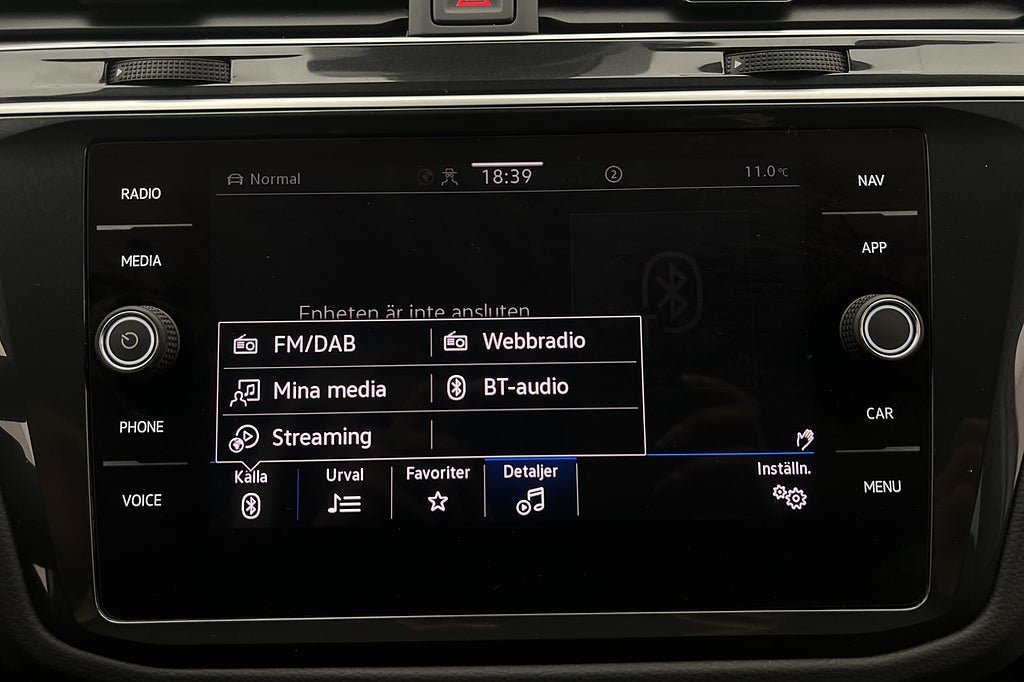 RADIO
MEDIA
PHONE
VOICE
Normal
18:39
2
11.0°C
Enheten är inte ansluten
FM/DAB
Webbradio
Mina media
BT-audio
Streaming
Källa
Urval
Favoriter
Detaljer
Inställn.
NAV
APP
CAR
MENU